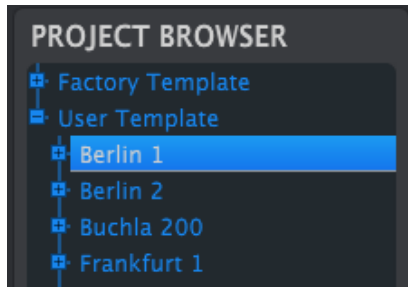 PROJECT BROWSER
Factory Template
User Template
Berlin 1
Berlin 2
Buchla 200
Frankfurt 1